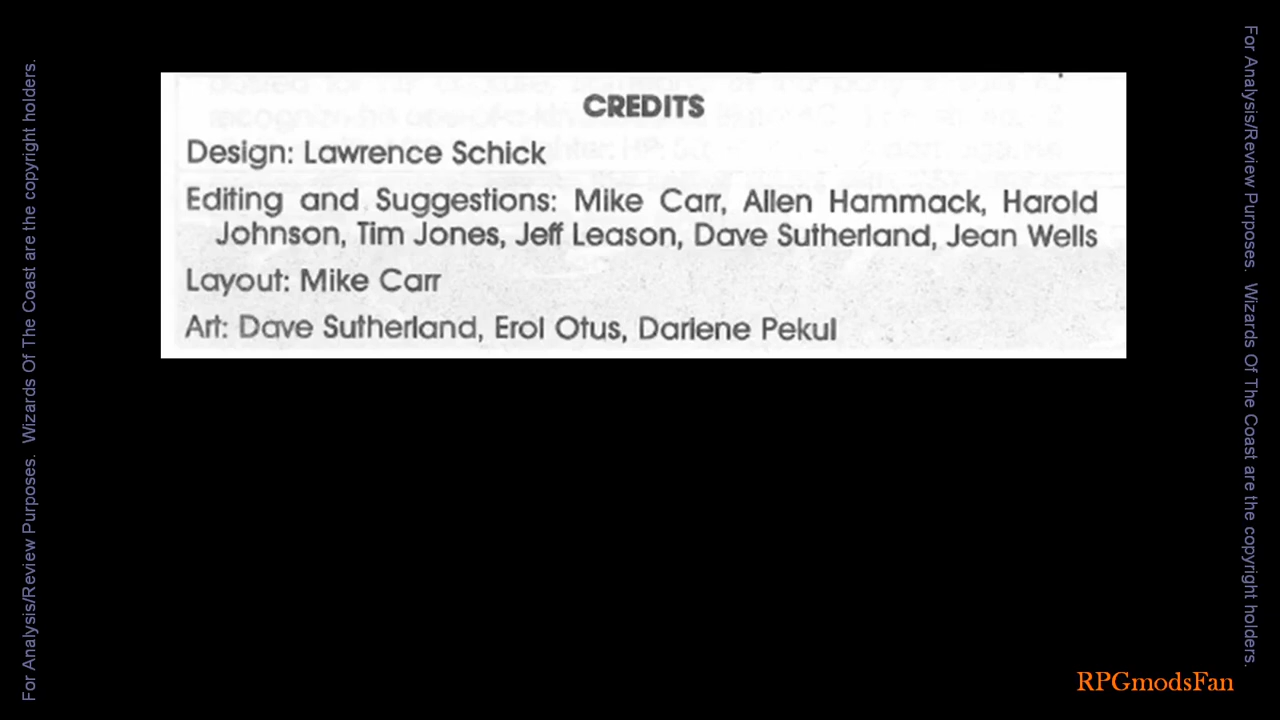 CREDITS
Design: Lawrence Schick
Editing and Suggestions: Mike Carr, Allen Hammack, Harold
Johnson, Tim Jones, Jeff Leason, Dave Sutherland, Jean Wells
Layout: Mike Carr
Art: Dave Sutherland, Erol Otus, Darlene Pekul
For Analysis/Review Purposes. Wizards Of The Coast are the copyright holders.
For Analysis/Review Purposes. Wizards Of The Coast are the copyright holders.
RPGmodsFan